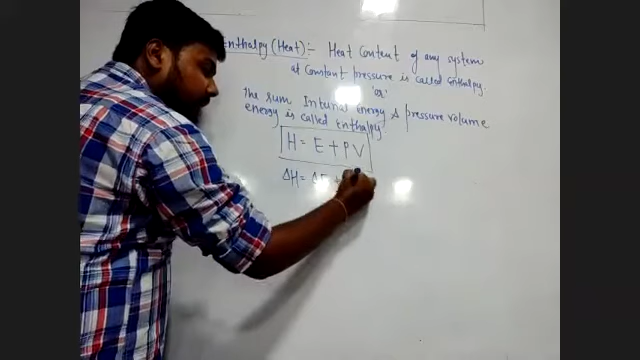 Enthalpy (Heat):- Heat Content of any system
at Constant pressure is called Enthalpy.
"or"
The sum Internal Energy & pressure volume
energy is called Enthalpy
H = E + PV
ΔH = ΔE +